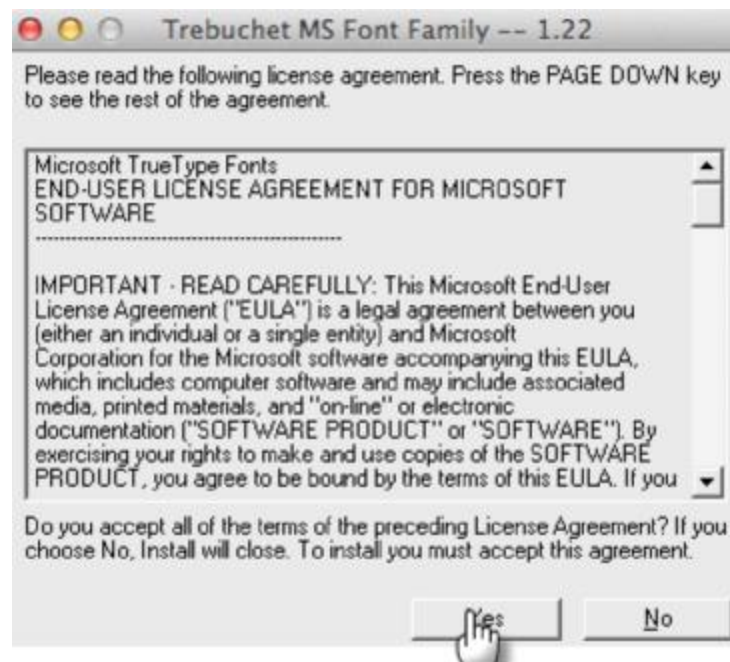 Trebuchet MS Font Family -- 1.22
Please read the following license agreement. Press the PAGE DOWN key
to see the rest of the agreement.
Microsoft TrueType Fonts
END-USER LICENSE AGREEMENT FOR MICROSOFT
SOFTWARE
----------------------------------------------------
IMPORTANT - READ CAREFULLY: This Microsoft End-User
License Agreement ("EULA") is a legal agreement between you
(either an individual or a single entity) and Microsoft
Corporation for the Microsoft software accompanying this EULA,
which includes computer software and may include associated
media, printed materials, and "on-line" or electronic
documentation ("SOFTWARE PRODUCT" or "SOFTWARE"). By
exercising your rights to make and use copies of the SOFTWARE
PRODUCT, you agree to be bound by the terms of this EULA. If you
Do you accept all of the terms of the preceding License Agreement? If you
choose No, Install will close. To install you must accept this agreement.
Yes
No